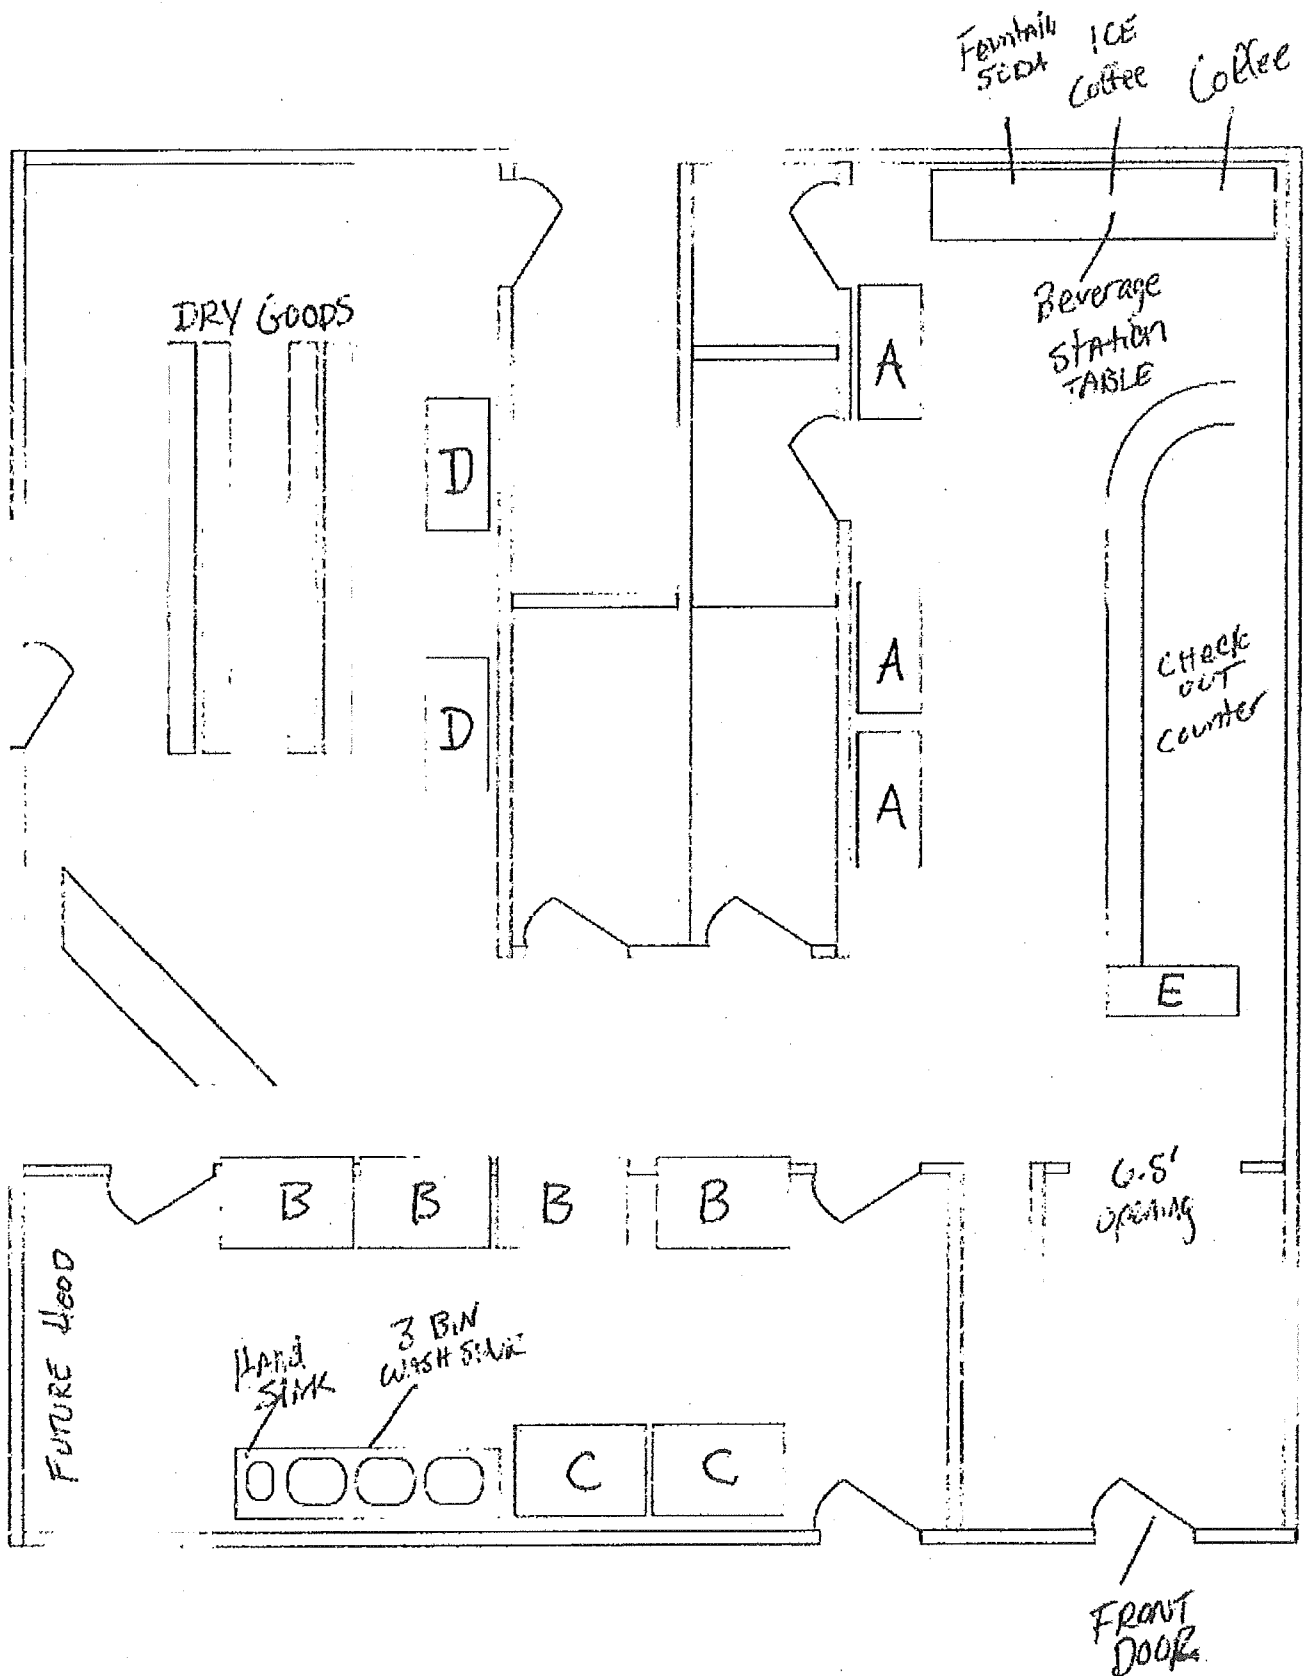 Fountain
SODA
ICE
Coffee
Coffee
Beverage
Station
TABLE
DRY GOODS
A
D
CHECK
OUT
Counter
A
D
A
E
6.5'
OPENING
B
B
B
B
FUTURE HOOD
HAND
SINK
3 BIN
WASH SINK
C
C
FRONT
DOOR